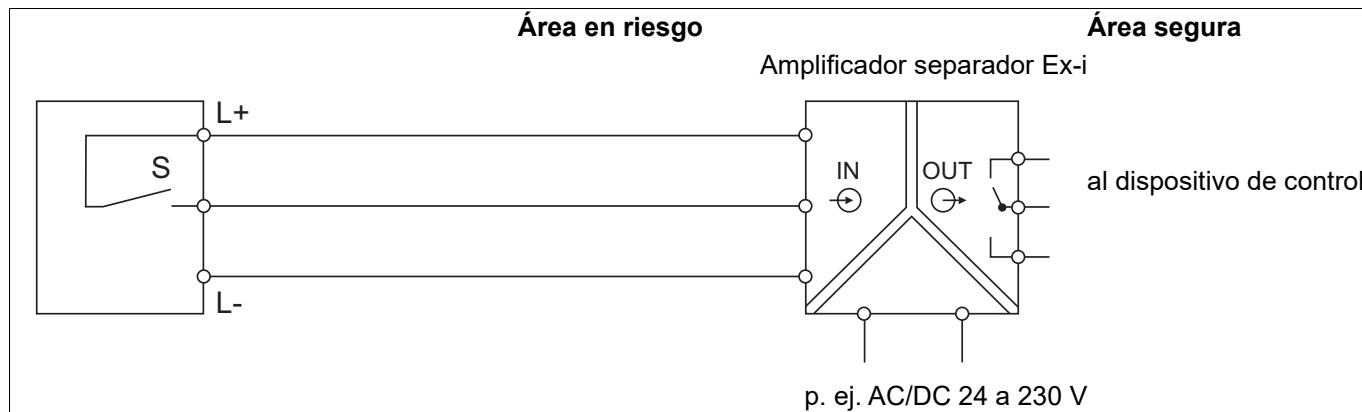 Área en riesgo
Área segura
Amplificador separador Ex-i
L+
S
IN
OUT
al dispositivo de control
L-
p. ej. AC/DC 24 a 230 V